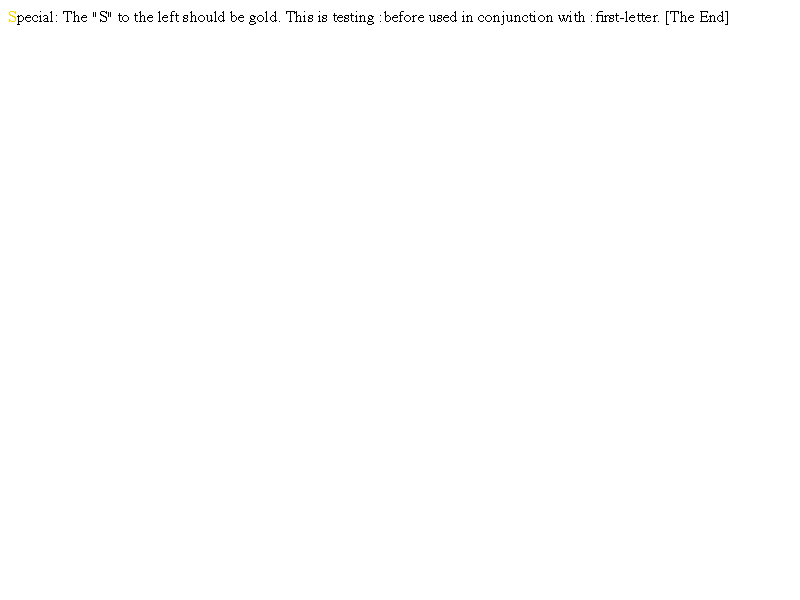 Special: The "S" to the left should be gold. This is testing :before used in conjunction with :first-letter. [The End]